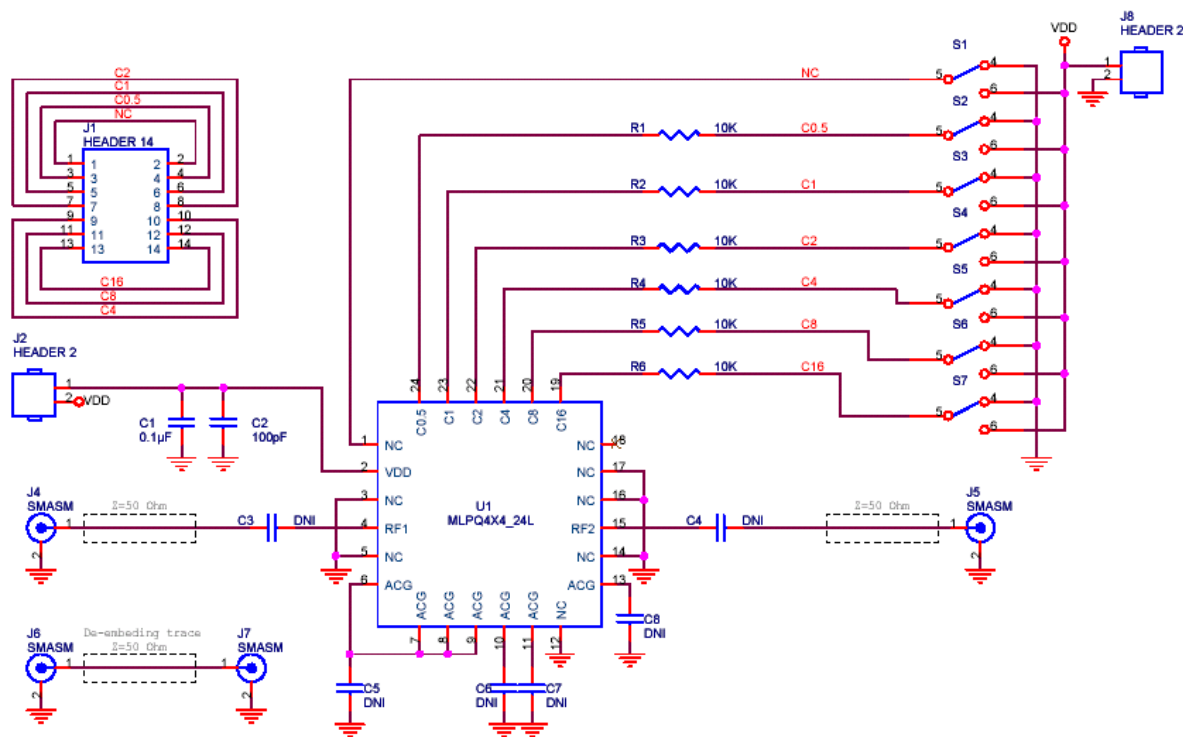 C2
C1
C0.5
NC
J1
HEADER 14
1 1 2 2
3 3 4 4
5 5 6 6
7 7 8 8
9 9 10 10
11 11 12 12
13 13 14 14
C16
C8
C4
J8
HEADER 2
VDD
1
2
S1
NC 5 4
6
S2
R1 10K C0.5 5 4
6
S3
R2 10K C1 5 4
6
S4
R3 10K C2 5 4
6
S5
R4 10K C4 5 4
6
S6
R5 10K C8 5 4
6
S7
R6 10K C16 5 4
6
J2
HEADER 2
1
2 VDD
C1
0.1µF
C2
100pF
24 23 22 21 20 19
C0.5 C1 C2 C4 C8 C16
1 NC
2 VDD
3 NC
4 RF1
5 NC
6 ACG
U1
MLPQ4X4_24L
NC 18
NC 17
NC 16
RF2 15
NC 14
ACG 13
ACG ACG ACG ACG ACG NC
7 8 9 10 11 12
J4
SMASM
1
2
Z=50 Ohm
C3 DNI
C4 DNI
Z=50 Ohm
J5
SMASM
1
2
J6
SMASM
1
2
De-embeding trace
Z=50 Ohm
J7
SMASM
1
2
C5
DNI
C6
DNI
C7
DNI
C8
DNI